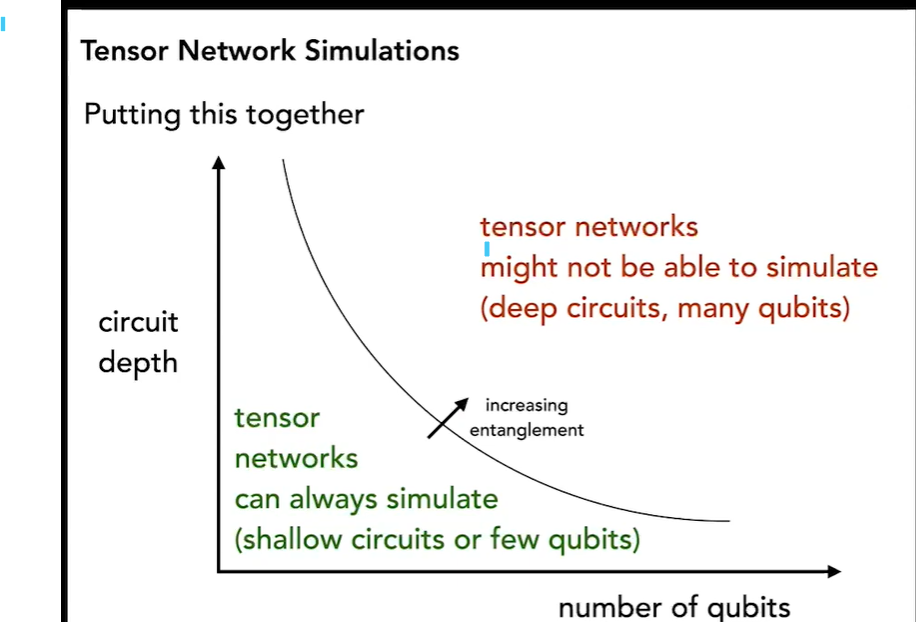 Tensor Network Simulations
Putting this together
tensor networks
might not be able to simulate
(deep circuits, many qubits)
circuit
depth
increasing
entanglement
tensor
networks
can always simulate
(shallow circuits or few qubits)
number of qubits